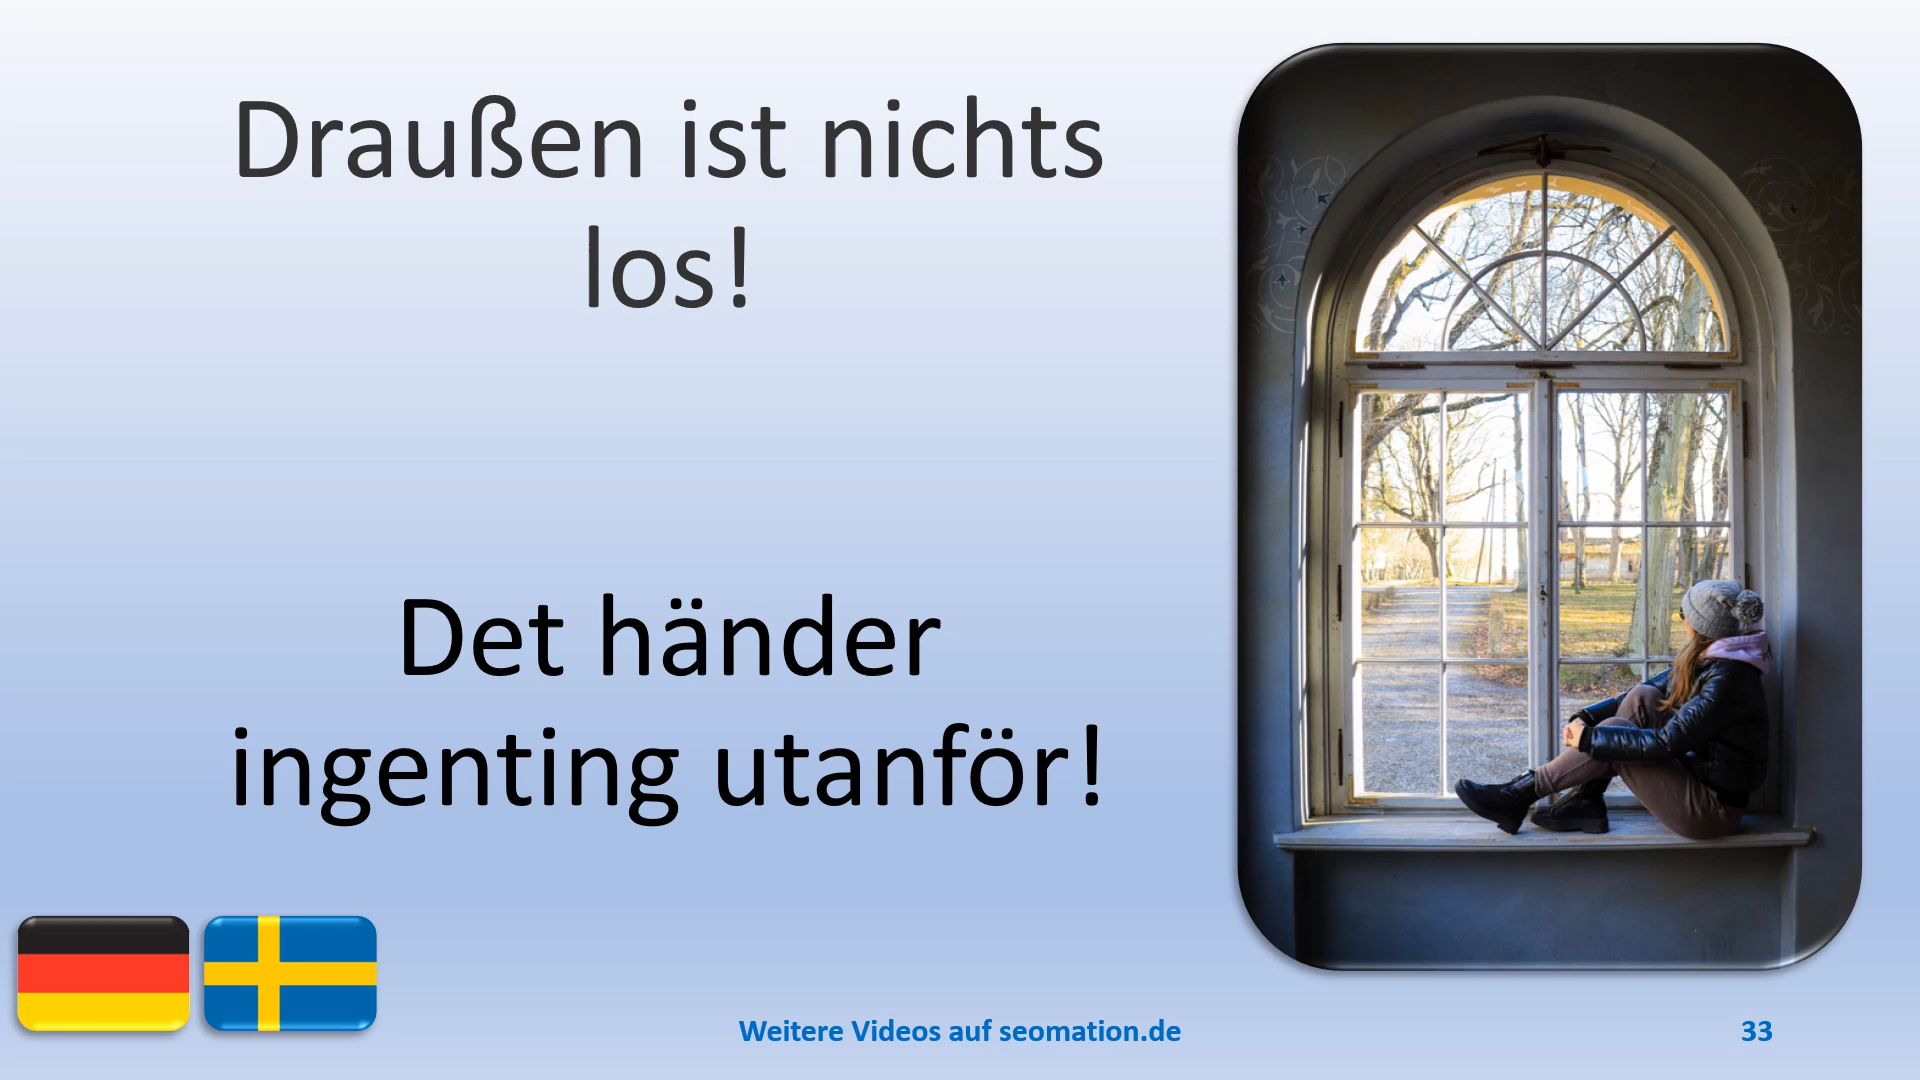 Draußen ist nichts
los!
Det händer
ingenting utanför!
Weitere Videos auf seomation.de
33